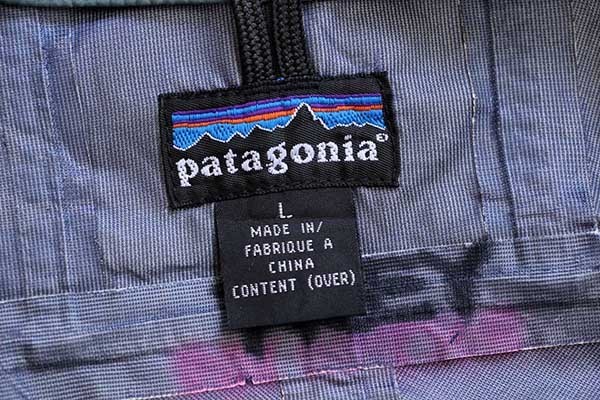 patagonia®
L
MADE IN/
FABRIQUE A
CHINA
CONTENT (OVER)